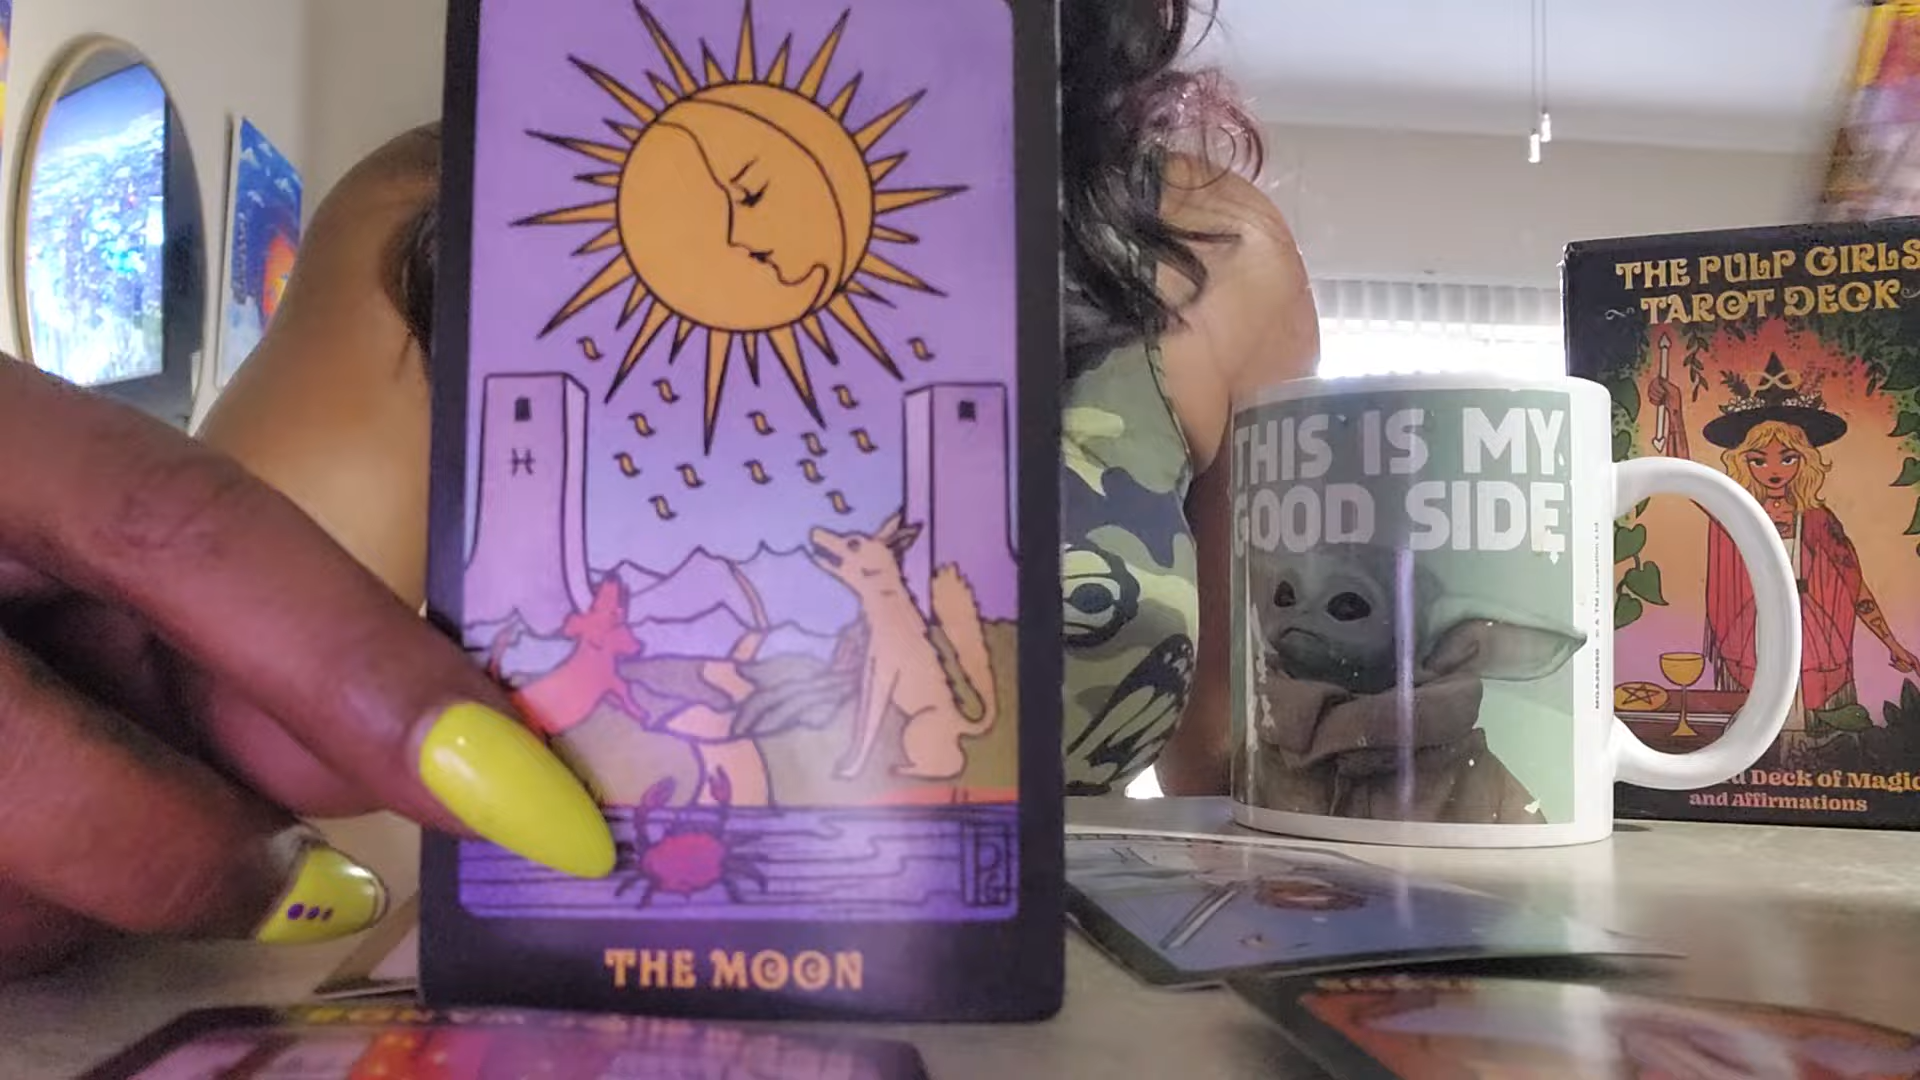 THE MOON
THIS IS MY
GOOD SIDE
THE PULP GIRLS
TAROT DECK
Deck of Magic
and Affirmations